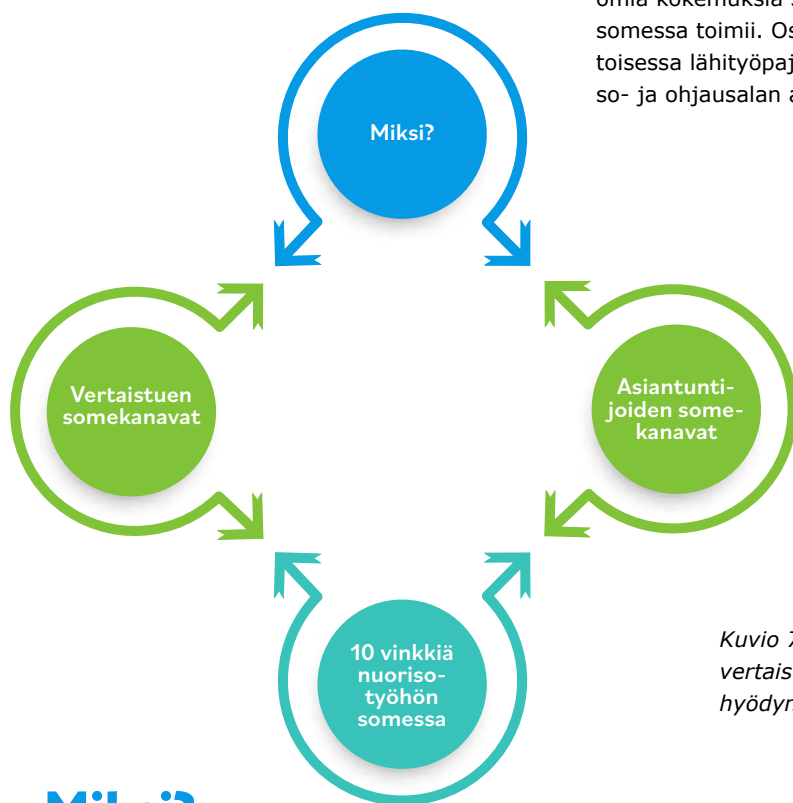 somessa toimii. Os
toisessa lähityöpaj
so- ja ohjausalan a
Miksi?
Vertaistuen
somekanavat
Asiantunti-
joiden some-
kanavat
10 vinkkiä
nuoriso-
työhön
somessa
Kuvio 7
vertais
hyödyn
Miksi?